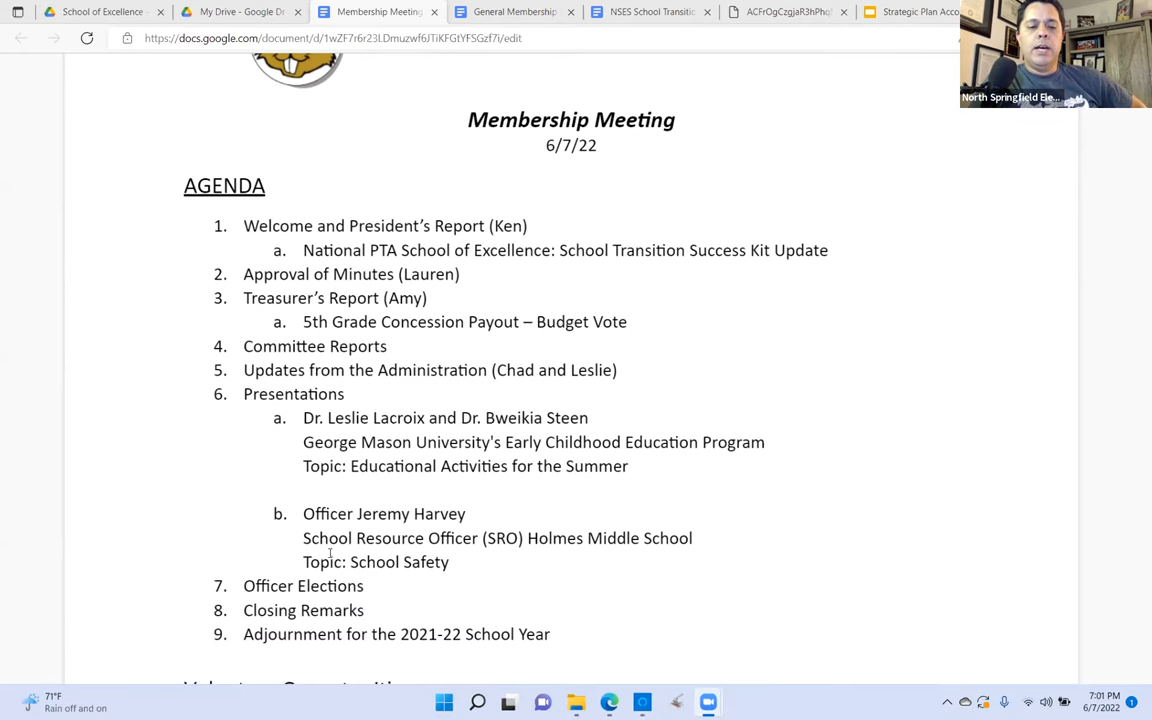 School of Excellence
My Drive - Google Dr
Membership Meeting
General Membership
NSES School Transiti
ACFrOgCzgjaR3hPhq
Strategic Plan Acco
https://docs.google.com/document/d/1wZF7r6r23LDmuzwf6JTiKFGtYFSGzf7i/edit
North Springfield Ele...
Membership Meeting
6/7/22
AGENDA
1. Welcome and President's Report (Ken)
a. National PTA School of Excellence: School Transition Success Kit Update
2. Approval of Minutes (Lauren)
3. Treasurer's Report (Amy)
a. 5th Grade Concession Payout – Budget Vote
4. Committee Reports
5. Updates from the Administration (Chad and Leslie)
6. Presentations
a. Dr. Leslie Lacroix and Dr. Bweikia Steen
George Mason University's Early Childhood Education Program
Topic: Educational Activities for the Summer
b. Officer Jeremy Harvey
School Resource Officer (SRO) Holmes Middle School
Topic: School Safety
7. Officer Elections
8. Closing Remarks
9. Adjournment for the 2021-22 School Year
71°F
Rain off and on
7:01 PM
6/7/2022
1